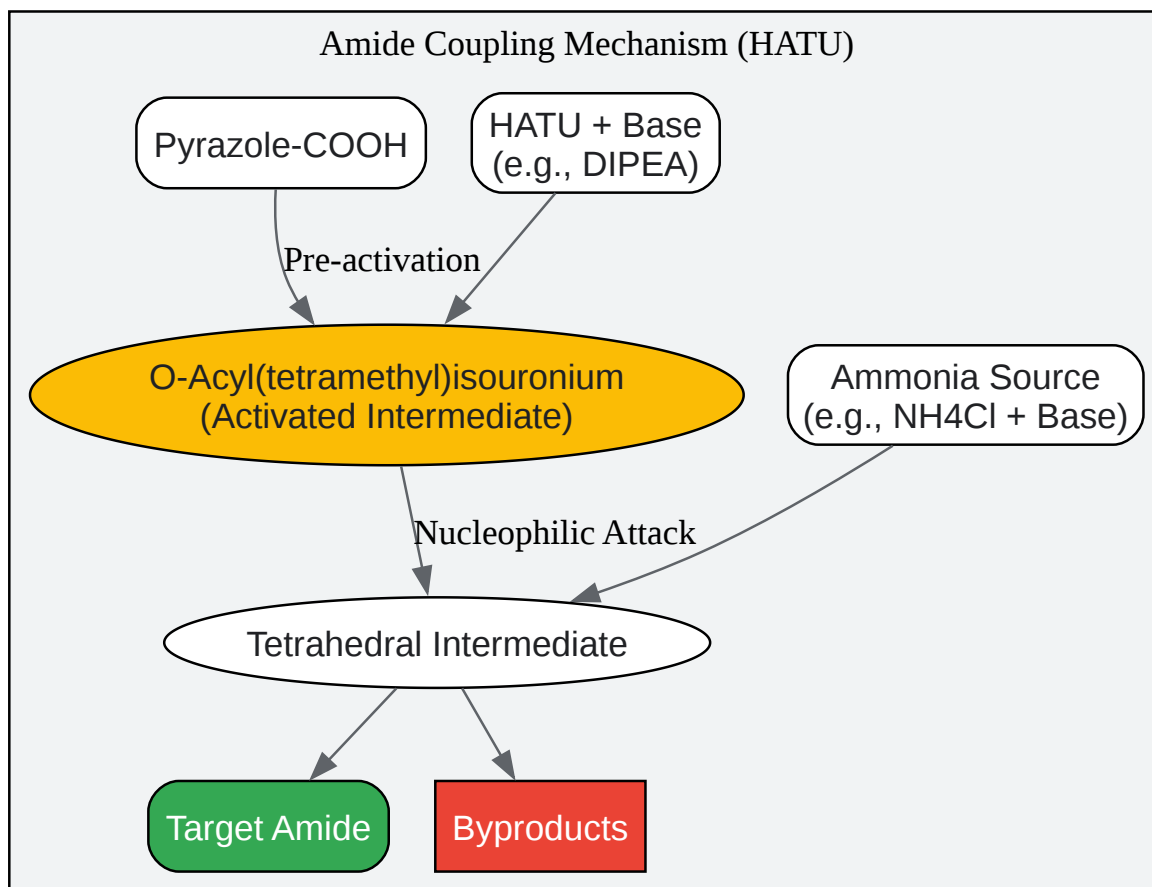 Amide Coupling Mechanism (HATU)
Pyrazole-COOH
HATU + Base
(e.g., DIPEA)
Pre-activation
O-Acyl(tetramethyl)isouronium
(Activated Intermediate)
Ammonia Source
(e.g., NH4Cl + Base)
Nucleophilic Attack
Tetrahedral Intermediate
Target Amide
Byproducts